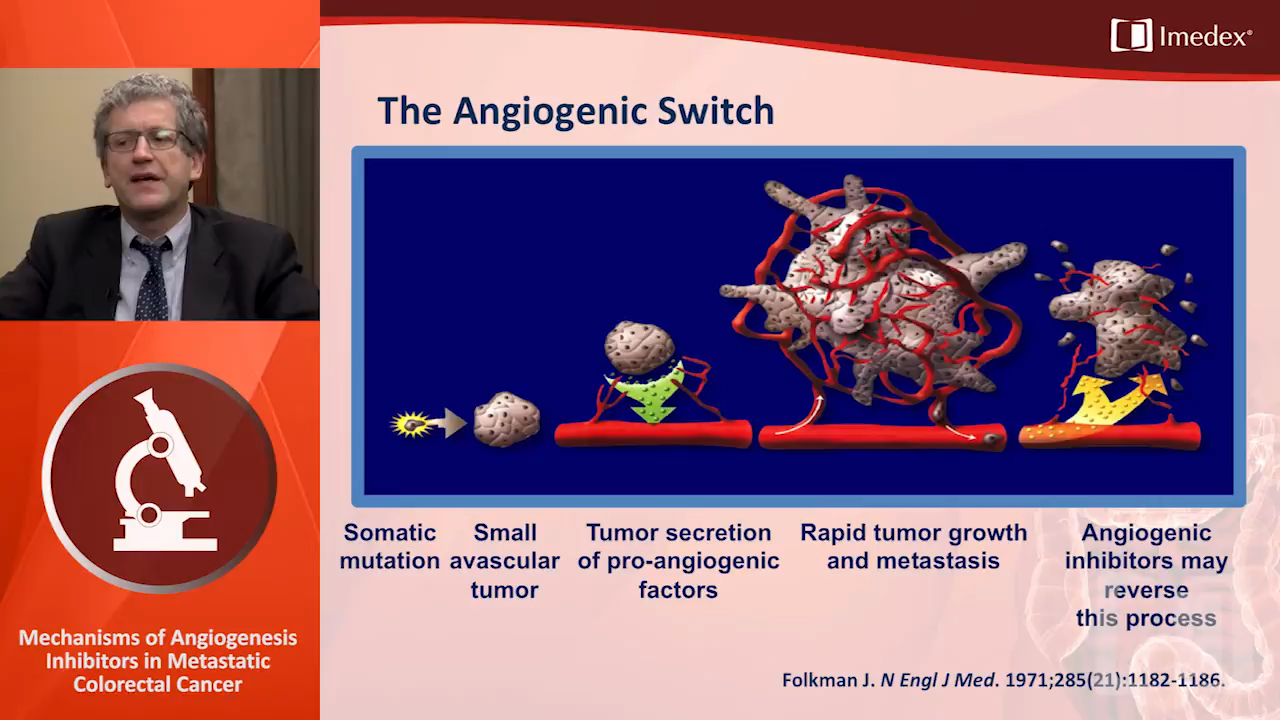 Imedex®
The Angiogenic Switch
Somatic
mutation
Small
avascular
tumor
Tumor secretion
of pro-angiogenic
factors
Rapid tumor growth
and metastasis
Angiogenic
inhibitors may
reverse
this process
Folkman J. N Engl J Med. 1971;285(21):1182-1186.
Mechanisms of Angiogenesis
Inhibitors in Metastatic
Colorectal Cancer